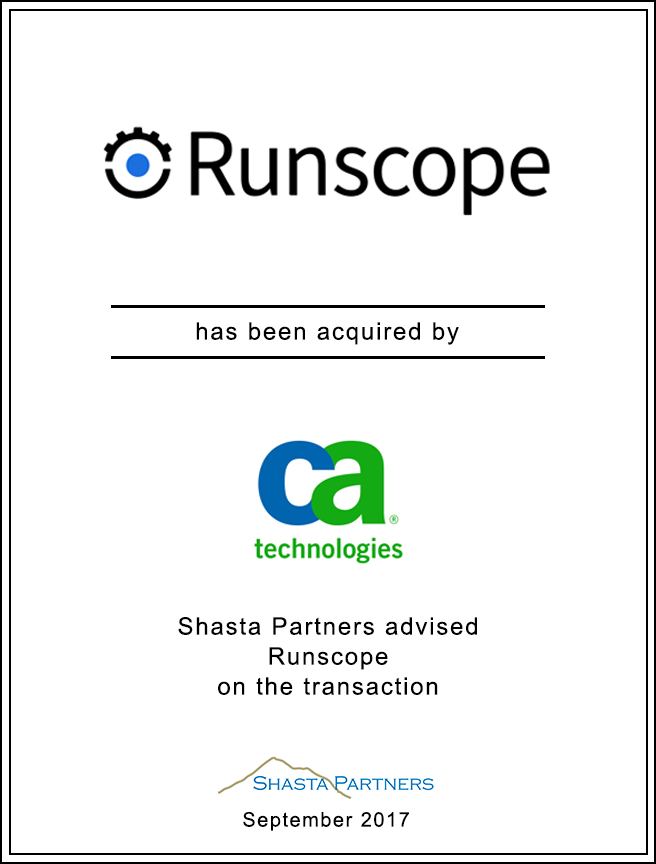 Runscope
has been acquired by
ca®
technologies
Shasta Partners advised
Runscope
on the transaction
SHASTA PARTNERS
September 2017